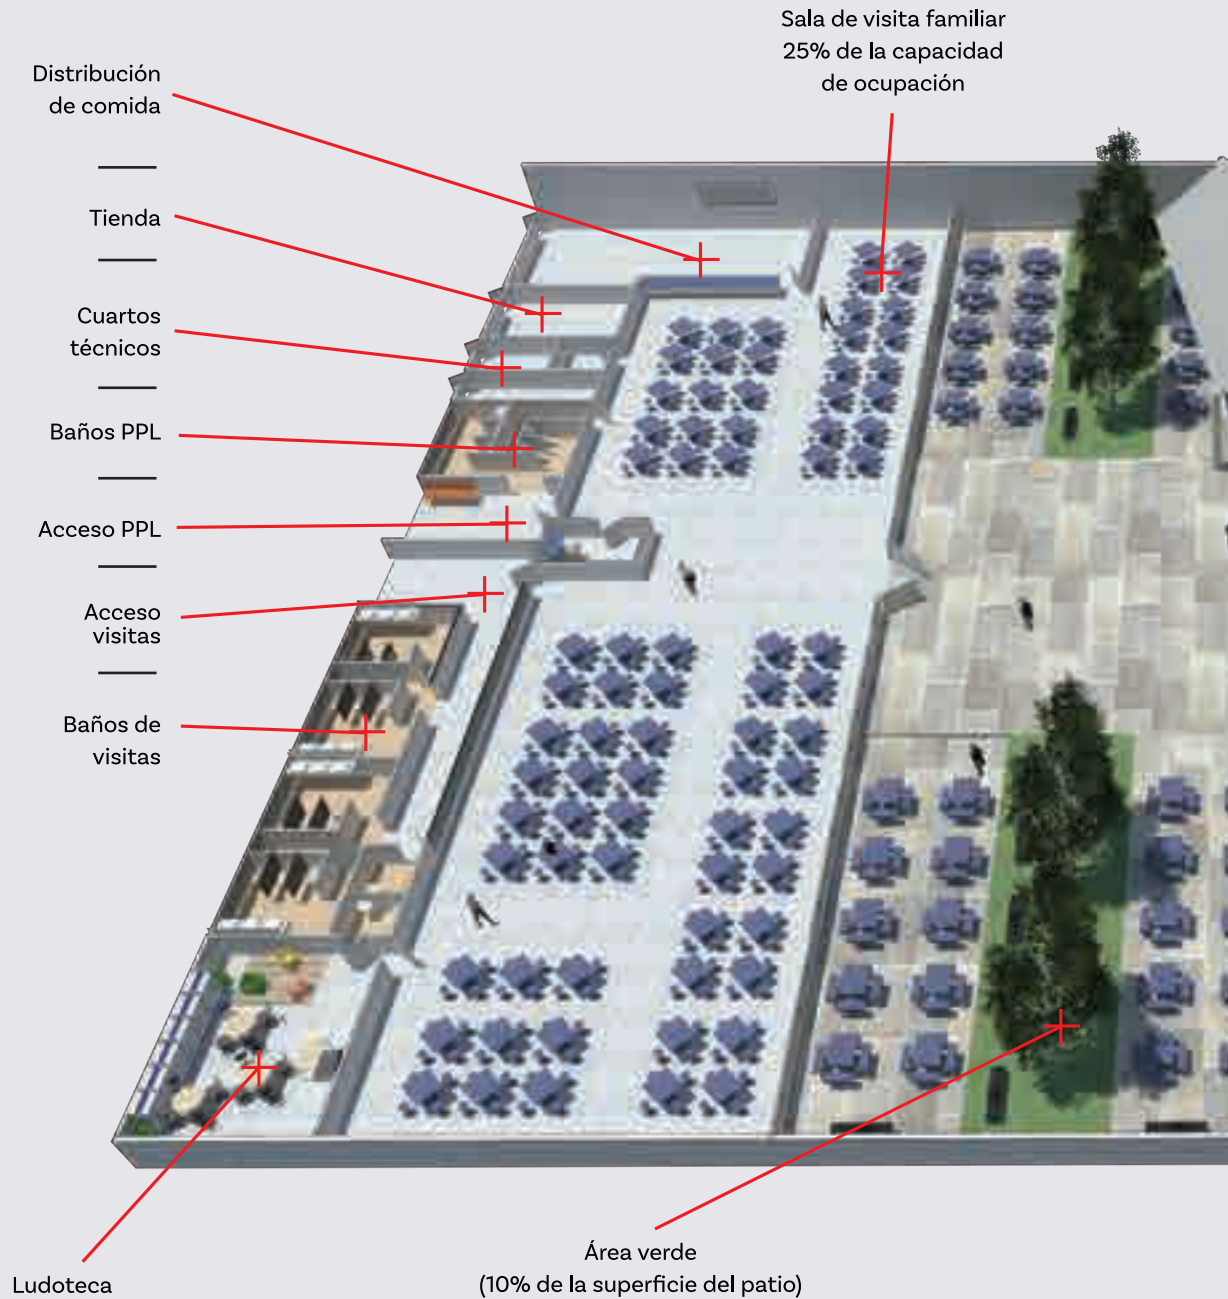 Sala de visita familiar
25% de la capacidad
de ocupación
Distribución
de comida
Tienda
Cuartos
técnicos
Baños PPL
Acceso PPL
Acceso
visitas
Baños de
visitas
Ludoteca
Área verde
(10% de la superficie del patio)